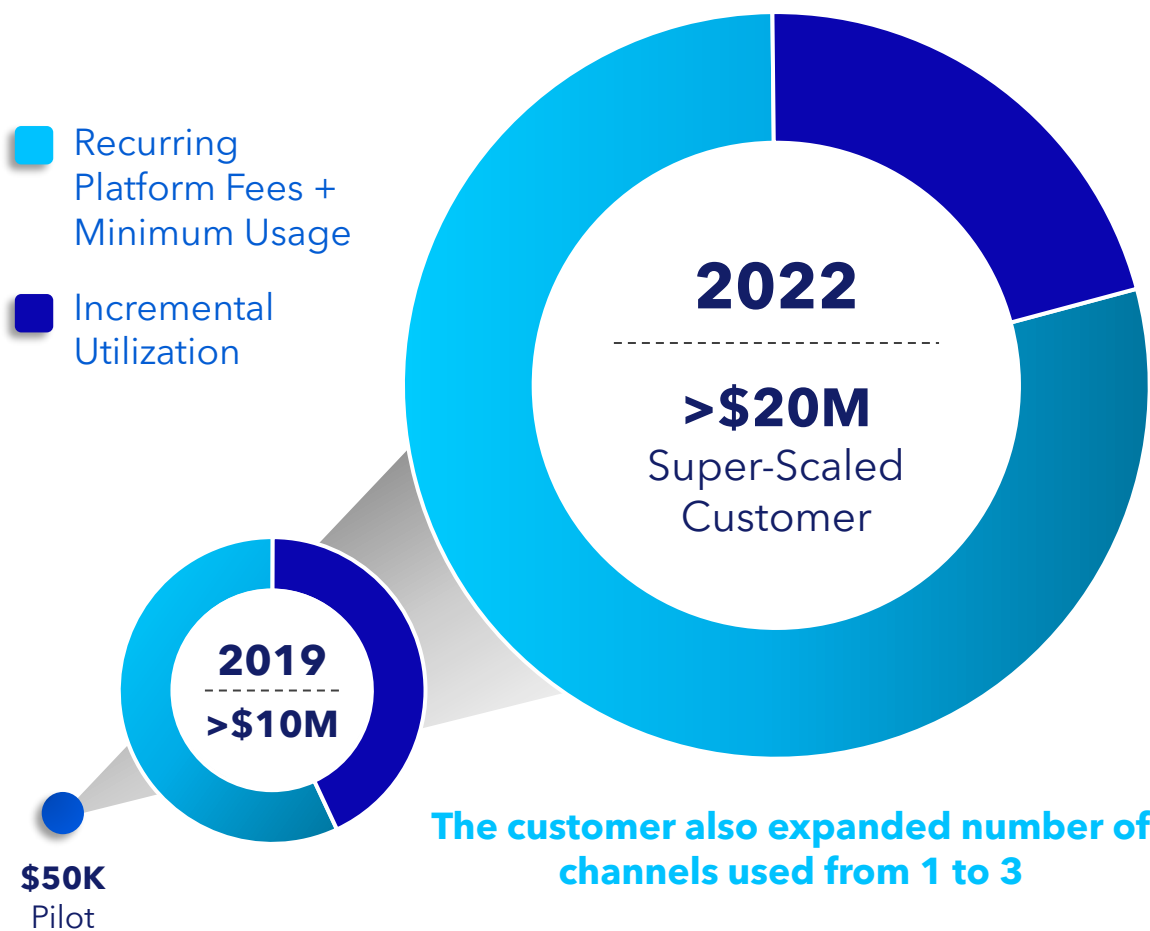 Recurring
Platform Fees +
Minimum Usage
Incremental
Utilization
2022
>$20M
Super-Scaled
Customer
2019
>$10M
$50K
Pilot
The customer also expanded number of
channels used from 1 to 3